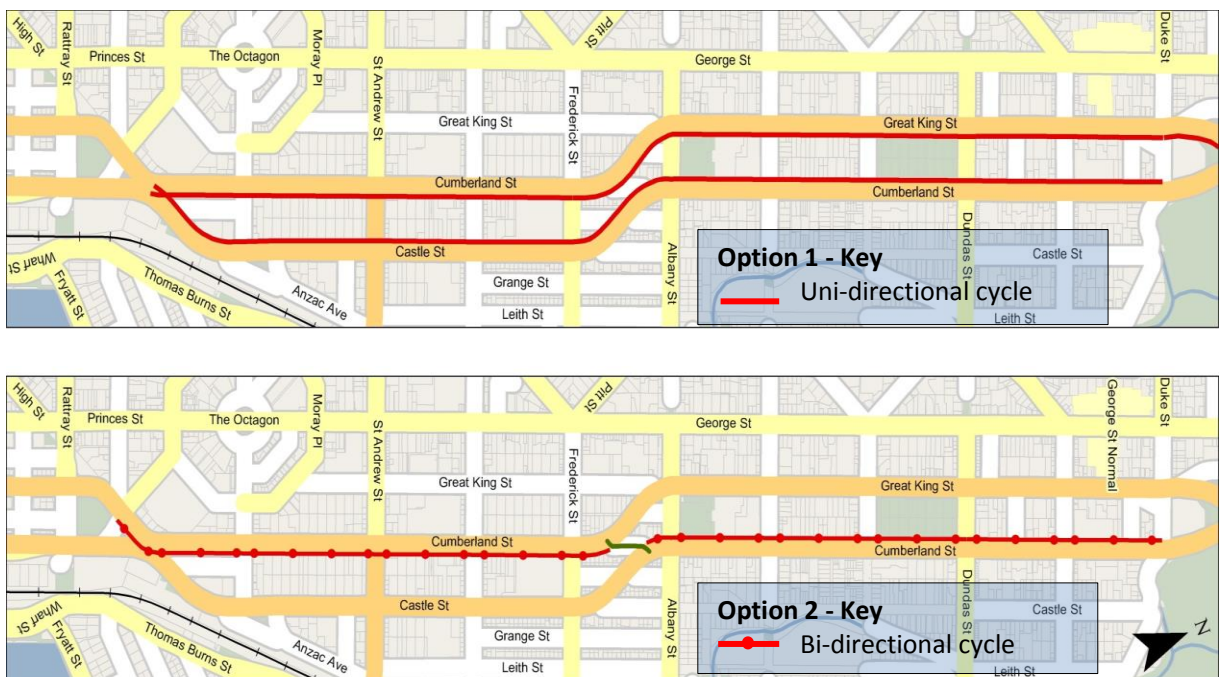 High St
Rattray St
Princes St
The Octagon
Moray Pl
St Andrew St
Pitt St
George St
Duke St
Great King St
Frederick St
Great King St
Cumberland St
Cumberland St
Castle St
Albany St
Dundas St
Castle St
Grange St
Leith St
Leith St
Wharf St
Fryatt St
Thomas Burns St
Anzac Ave
Option 1 - Key
Uni-directional cycle
High St
Rattray St
Princes St
The Octagon
Moray Pl
St Andrew St
Pitt St
George St
George St Normal
Duke St
Great King St
Frederick St
Great King St
Cumberland St
Cumberland St
Castle St
Albany St
Dundas St
Castle St
Grange St
Leith St
Leith St
Wharf St
Fryatt St
Thomas Burns St
Anzac Ave
Option 2 - Key
Bi-directional cycle
N